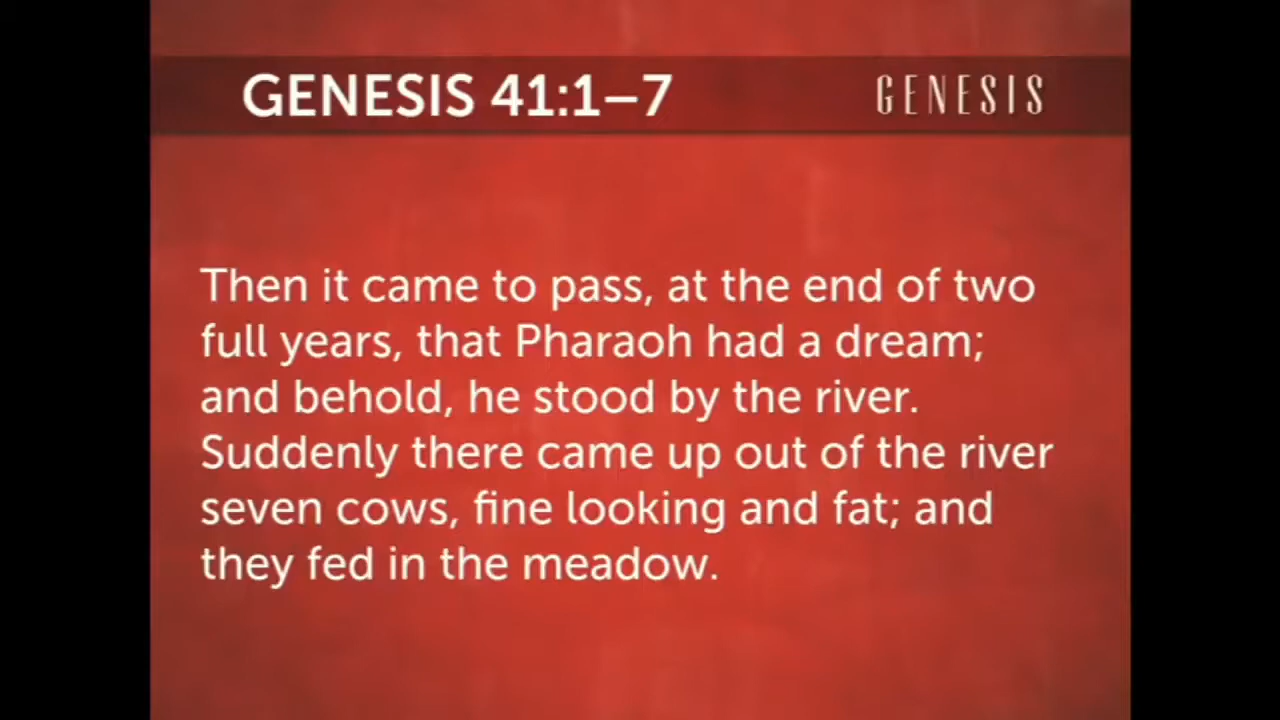 GENESIS 41:1–7
GENESIS
Then it came to pass, at the end of two
full years, that Pharaoh had a dream;
and behold, he stood by the river.
Suddenly there came up out of the river
seven cows, fine looking and fat; and
they fed in the meadow.